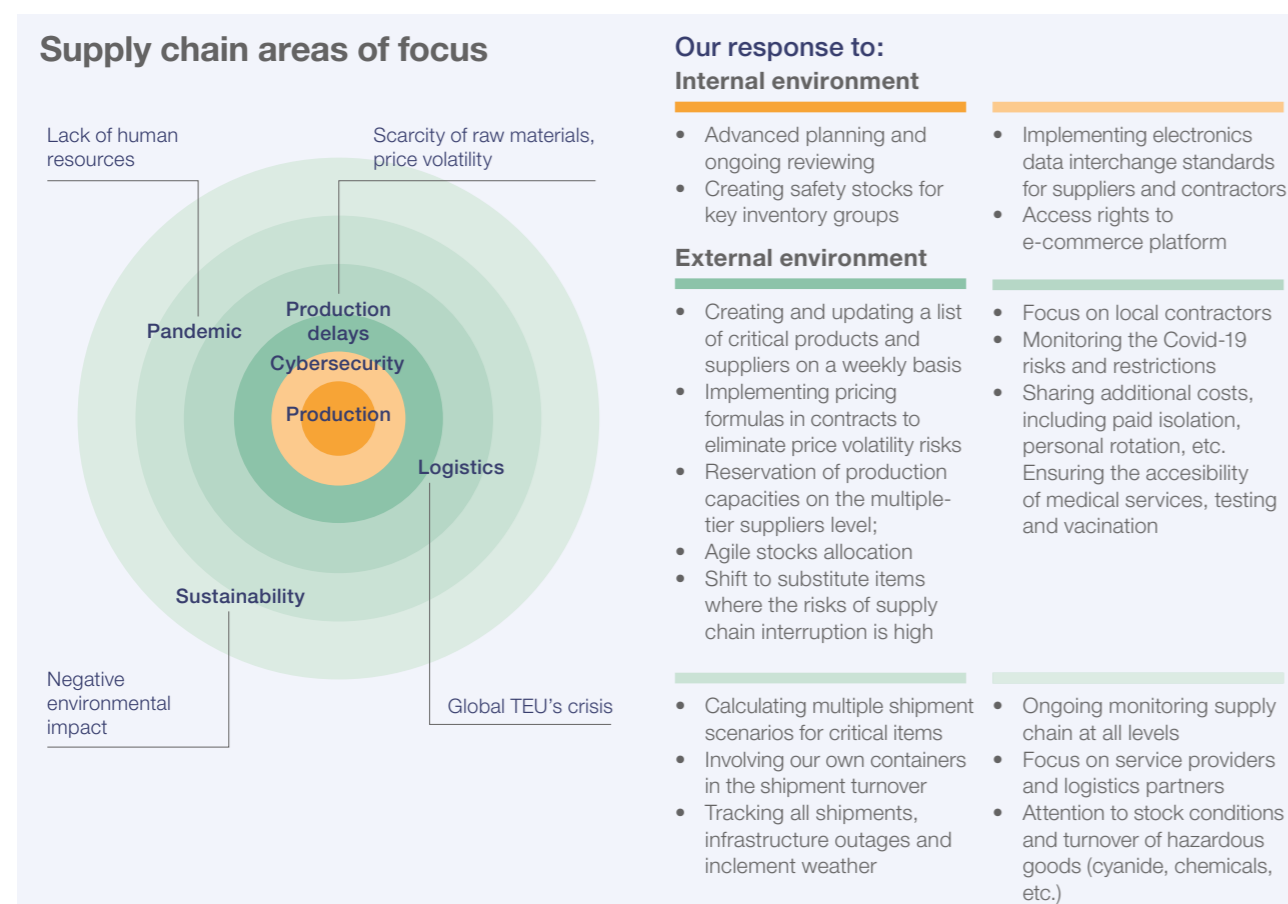 Supply chain areas of focus
Lack of human
resources
Scarcity of raw materials,
price volatility
Pandemic
Production
delays
Cybersecurity
Production
Logistics
Sustainability
Negative
environmental
impact
Global TEU's crisis
Our response to:
Internal environment
• Advanced planning and
ongoing reviewing
• Creating safety stocks for
key inventory groups
• Implementing electronics
data interchange standards
for suppliers and contractors
• Access rights to
e-commerce platform
External environment
• Creating and updating a list
of critical products and
suppliers on a weekly basis
• Implementing pricing
formulas in contracts to
eliminate price volatility risks
• Reservation of production
capacities on the multiple-
tier suppliers level;
• Agile stocks allocation
• Shift to substitute items
where the risks of supply
chain interruption is high
• Focus on local contractors
• Monitoring the Covid-19
risks and restrictions
• Sharing additional costs,
including paid isolation,
personal rotation, etc.
Ensuring the accesibility
of medical services, testing
and vacination
• Calculating multiple shipment
scenarios for critical items
• Involving our own containers
in the shipment turnover
• Tracking all shipments,
infrastructure outages and
inclement weather
• Ongoing monitoring supply
chain at all levels
• Focus on service providers
and logistics partners
• Attention to stock conditions
and turnover of hazardous
goods (cyanide, chemicals,
etc.)